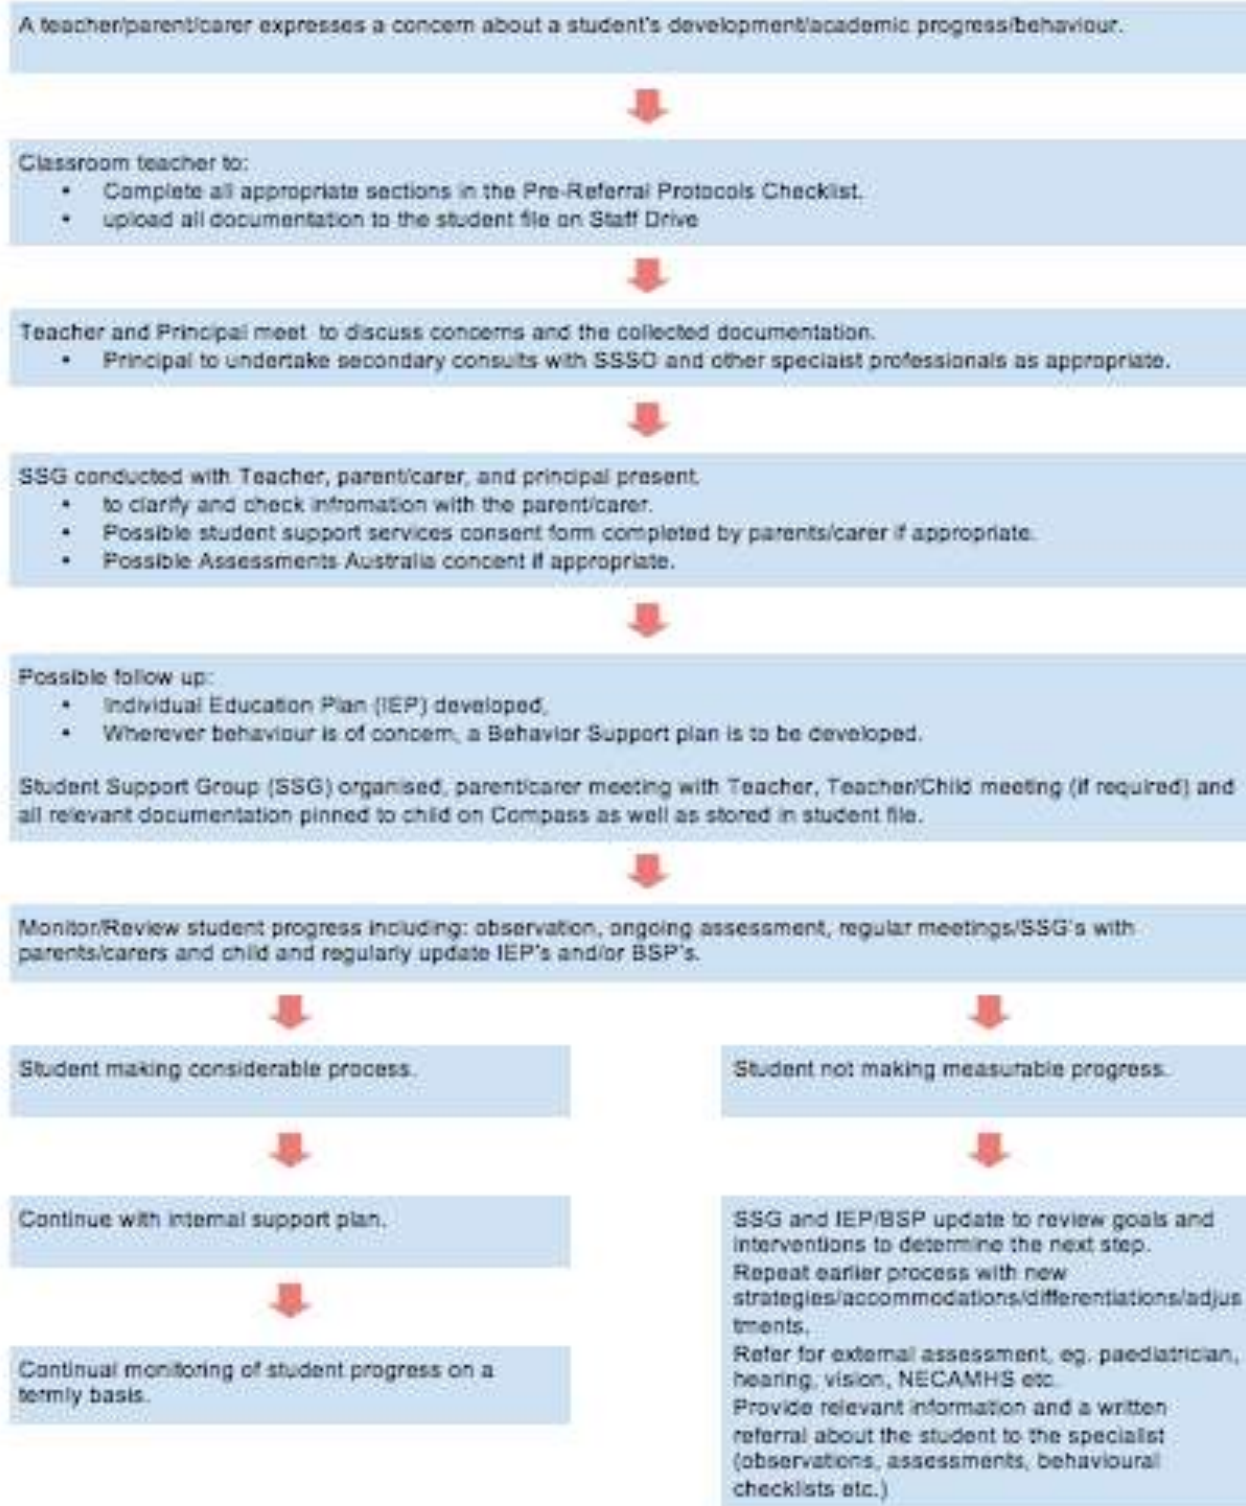 A teacher/parent/carer expresses a concern about a student's development/academic progress/behaviour.
Classroom teacher to:
• Complete all appropriate sections in the Pre-Referral Protocols Checklist.
• upload all documentation to the student file on Staff Drive
Teacher and Principal meet to discuss concerns and the collected documentation.
• Principal to undertake secondary consults with SSSO and other specialist professionals as appropriate.
SSG conducted with Teacher, parent/carer, and principal present.
• to clarify and check infromation with the parent/carer.
• Possible student support services consent form completed by parents/carer if appropriate.
• Possible Assessments Australia concent if appropriate.
Possible follow up:
• Individual Education Plan (IEP) developed,
• Wherever behaviour is of concern, a Behavior Support plan is to be developed.
Student Support Group (SSG) organised, parent/carer meeting with Teacher, Teacher/Child meeting (if required) and
all relevant documentation pinned to child on Compass as well as stored in student file.
Monitor/Review student progress including: observation, ongoing assessment, regular meetings/SSG's with
parents/carers and child and regularly update IEP's and/or BSP's.
Student making considerable process.
Continue with internal support plan.
Continual monitoring of student progress on a
termly basis.
Student not making measurable progress.
SSG and IEP/BSP update to review goals and
interventions to determine the next step.
Repeat earlier process with new
strategies/accommodations/differentiations/adjus
tments.
Refer for external assessment, eg. paediatrician,
hearing, vision, NECAMHS etc.
Provide relevant information and a written
referral about the student to the specialist
(observations, assessments, behavioural
checklists etc.)